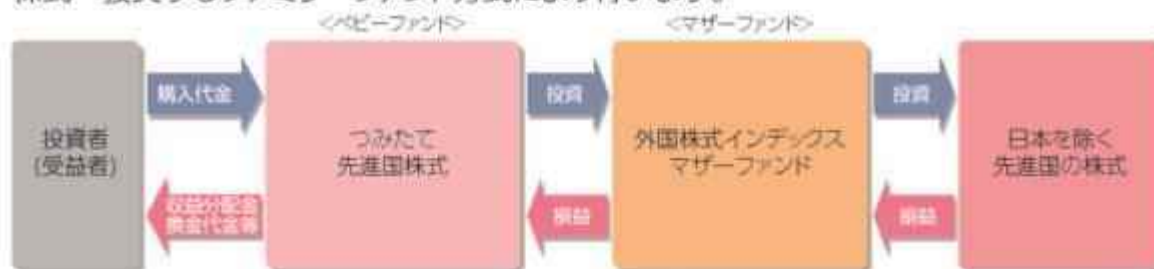 <ベビーファンド>
<マザーファンド>
投資者
(受益者)
購入代金
収益分配金
換金代金等
つみたて
先進国株式
投資
損益
外国株式インデックス
マザーファンド
投資
損益
日本を除く
先進国の株式